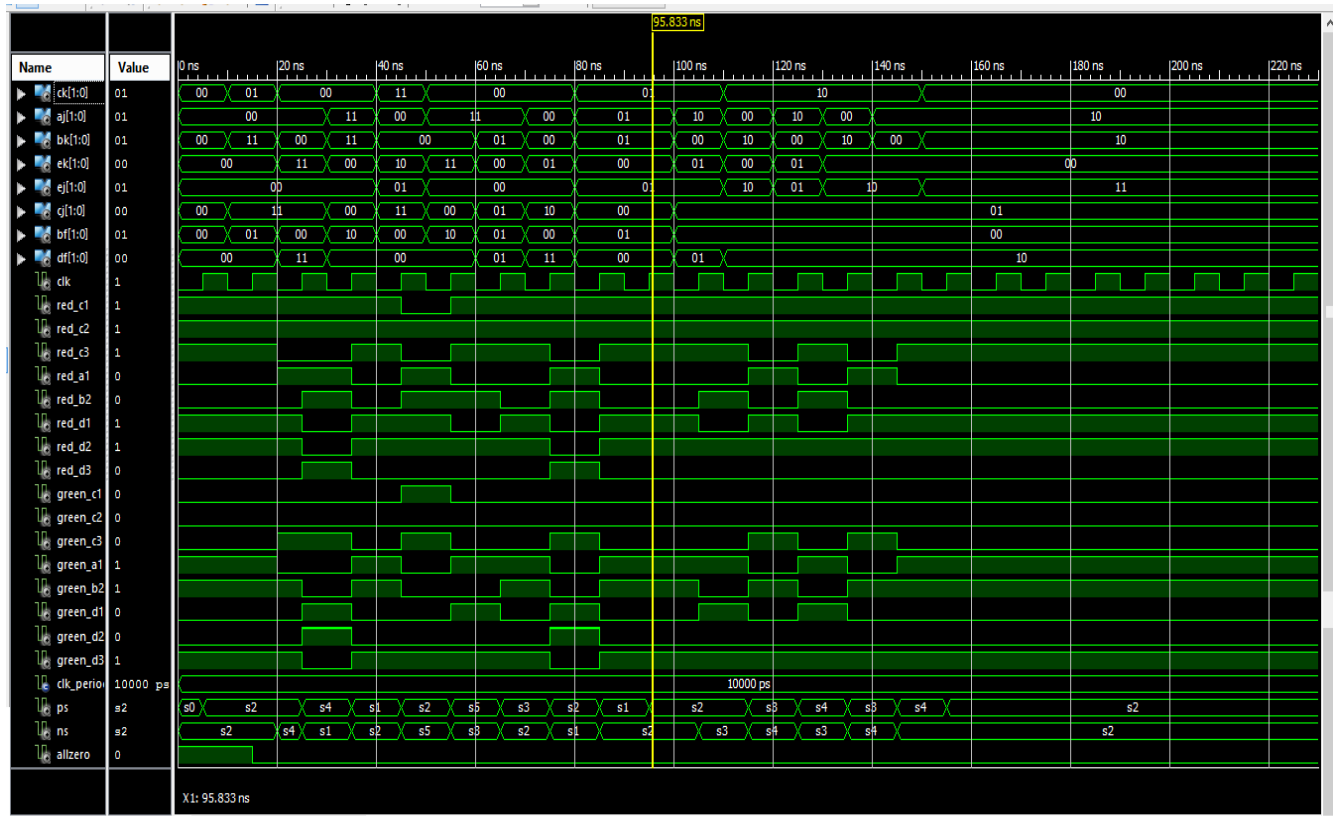 95.833 ns
Name Value 0 ns 20 ns 40 ns 60 ns 80 ns 100 ns 120 ns 140 ns 160 ns 180 ns 200 ns 220 ns
ck[1:0] 01 00 01 00 11 00 01 10 00
aj[1:0] 01 00 11 00 11 00 01 10 00 10 00 10
bk[1:0] 01 00 11 00 11 00 01 00 01 00 10 00 10 00 10
ek[1:0] 00 00 11 00 10 11 00 01 00 01 00 01 00
ej[1:0] 01 00 01 00 01 10 01 10 11
cj[1:0] 00 00 11 00 11 00 01 10 00 01
bf[1:0] 01 00 01 00 10 00 10 01 00 01 00
df[1:0] 00 00 11 00 01 11 00 01 10
clk 1
red_c1 1
red_c2 1
red_c3 1
red_a1 0
red_b2 0
red_d1 1
red_d2 1
red_d3 0
green_c1 0
green_c2 0
green_c3 0
green_a1 1
green_b2 1
green_d1 0
green_d2 0
green_d3 1
clk_perio 10000 ps 10000 ps
ps s2 s0 s2 s4 s1 s2 s5 s3 s2 s1 s2 s3 s4 s3 s4 s2
ns s2 s2 s4 s1 s2 s5 s3 s2 s1 s2 s3 s4 s3 s4 s2
allzero 0
X1: 95.833 ns